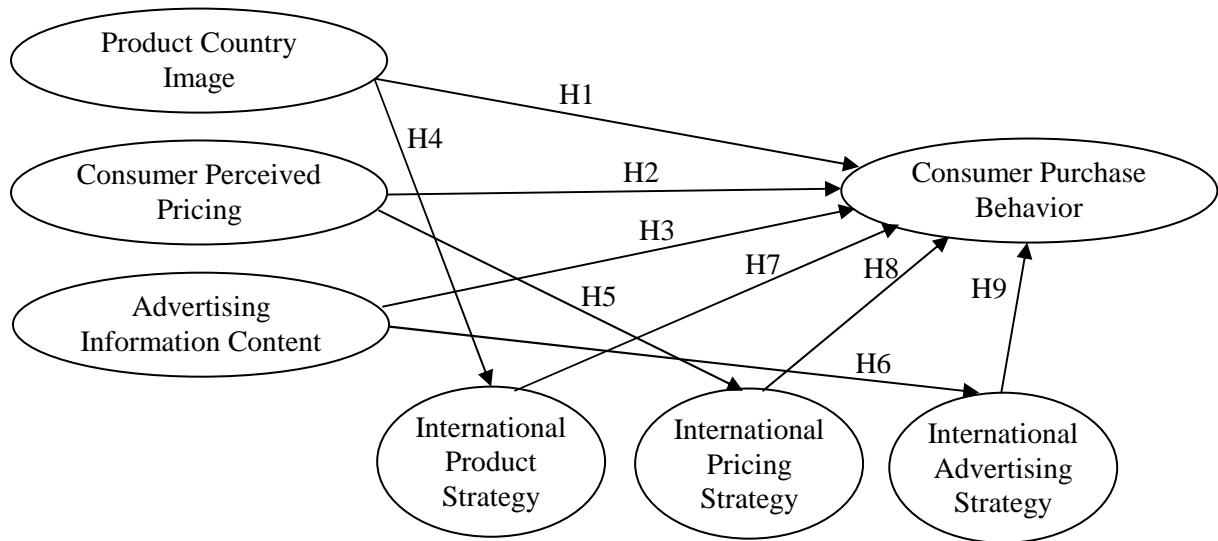 Product Country
Image
H1
H4
Consumer Perceived
Pricing
H2
Consumer Purchase
Behavior
H3
H7
H8
H9
Advertising
Information Content
H5
H6
International
Product
Strategy
International
Pricing
Strategy
International
Advertising
Strategy